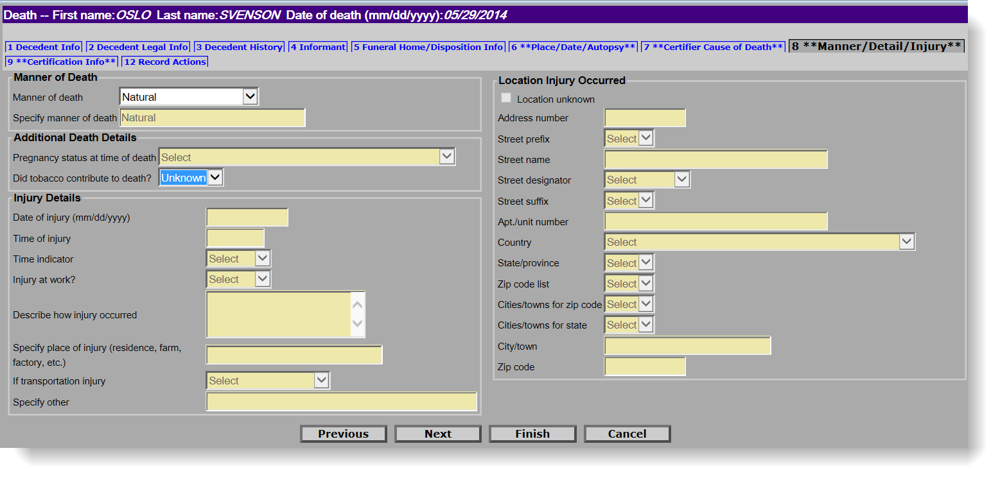 Death -- First name: OSLO Last name: SVENSON Date of death (mm/dd/yyyy): 05/29/2014
1 Decedent Info 2 Decedent Legal Info 3 Decedent History 4 Informant 5 Funeral Home/Disposition Info 6 **Place/Date/Autopsy** 7 **Certifier Cause of Death** 8 **Manner/Detail/Injury**
9 **Certification Info** 12 Record Actions
Manner of Death
Manner of death Natural
Specify manner of death Natural
Additional Death Details
Pregnancy status at time of death Select
Did tobacco contribute to death? Unknown
Injury Details
Date of injury (mm/dd/yyyy)
Time of injury
Time indicator Select
Injury at work? Select
Describe how injury occurred
Specify place of injury (residence, farm,
factory, etc.)
If transportation injury Select
Specify other
Location Injury Occurred
Location unknown
Address number
Street prefix Select
Street name
Street designator Select
Street suffix Select
Apt./unit number
Country Select
State/province Select
Zip code list Select
Cities/towns for zip code Select
Cities/towns for state Select
City/town
Zip code
Previous Next Finish Cancel